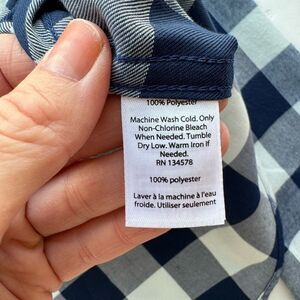 100% Polyester
Machine Wash Cold. Only
Non-Chlorine Bleach
When Needed. Tumble
Dry Low. Warm Iron If
Needed.
RN 134578
100% polyester
Laver à la machine à l'eau
froide. Utiliser seulement